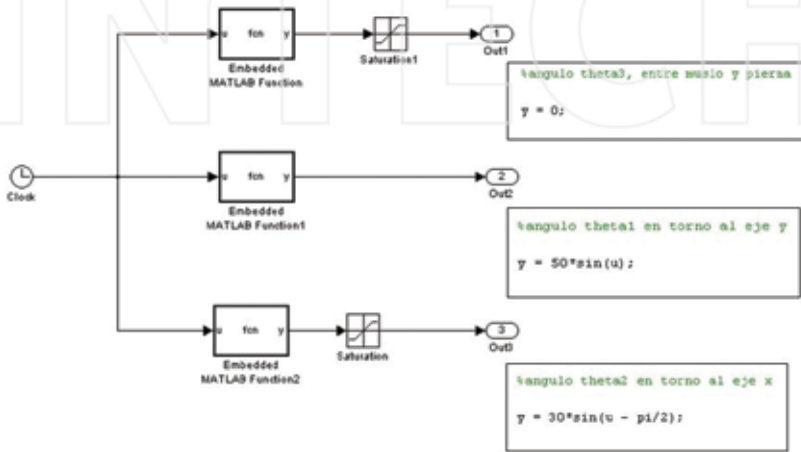 INTECH
u fcn y
Embedded
MATLAB Function
Saturation1
1
Out1
%angulo theta3, entre muslo y pierna
y = 0;
Clock
u fcn y
Embedded
MATLAB Function1
2
Out2
%angulo theta1 en torno al eje y
y = 50*sin(u);
u fcn y
Embedded
MATLAB Function2
Saturation
3
Out3
%angulo theta2 en torno al eje x
y = 30*sin(u - pi/2);